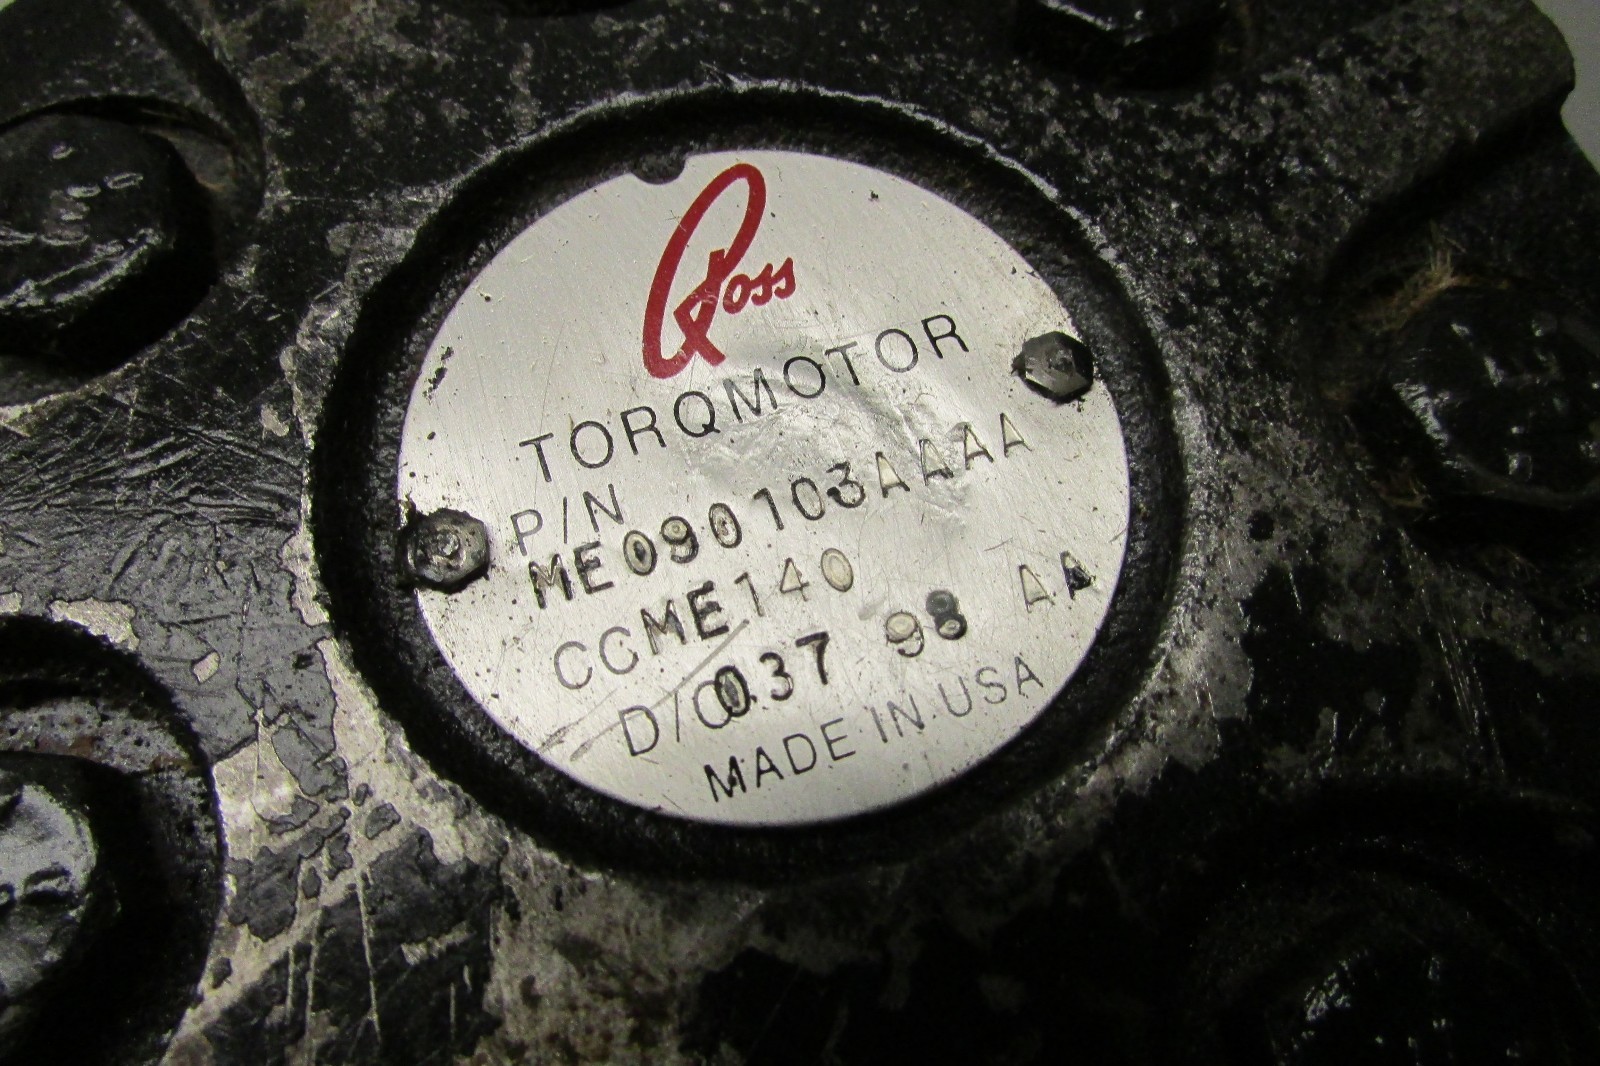 Ross
TORQMOTOR
P/N
ME090103AAAA
CCME140
D/C 037 98 AA
MADE IN USA